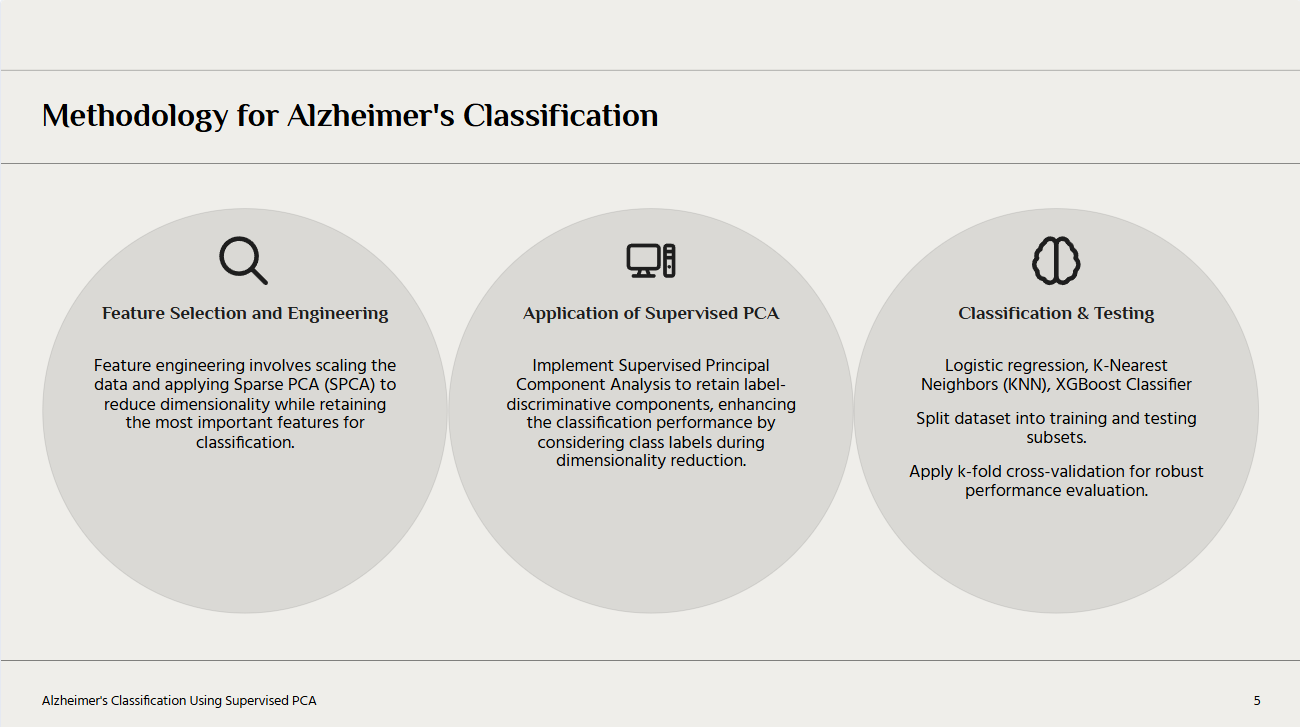 Methodology for Alzheimer's Classification
Feature Selection and Engineering
Feature engineering involves scaling the
data and applying Sparse PCA (SPCA) to
reduce dimensionality while retaining
the most important features for
classification.
Application of Supervised PCA
Implement Supervised Principal
Component Analysis to retain label-
discriminative components, enhancing
the classification performance by
considering class labels during
dimensionality reduction.
Classification & Testing
Logistic regression, K-Nearest
Neighbors (KNN), XGBoost Classifier
Split dataset into training and testing
subsets.
Apply k-fold cross-validation for robust
performance evaluation.
Alzheimer's Classification Using Supervised PCA
5